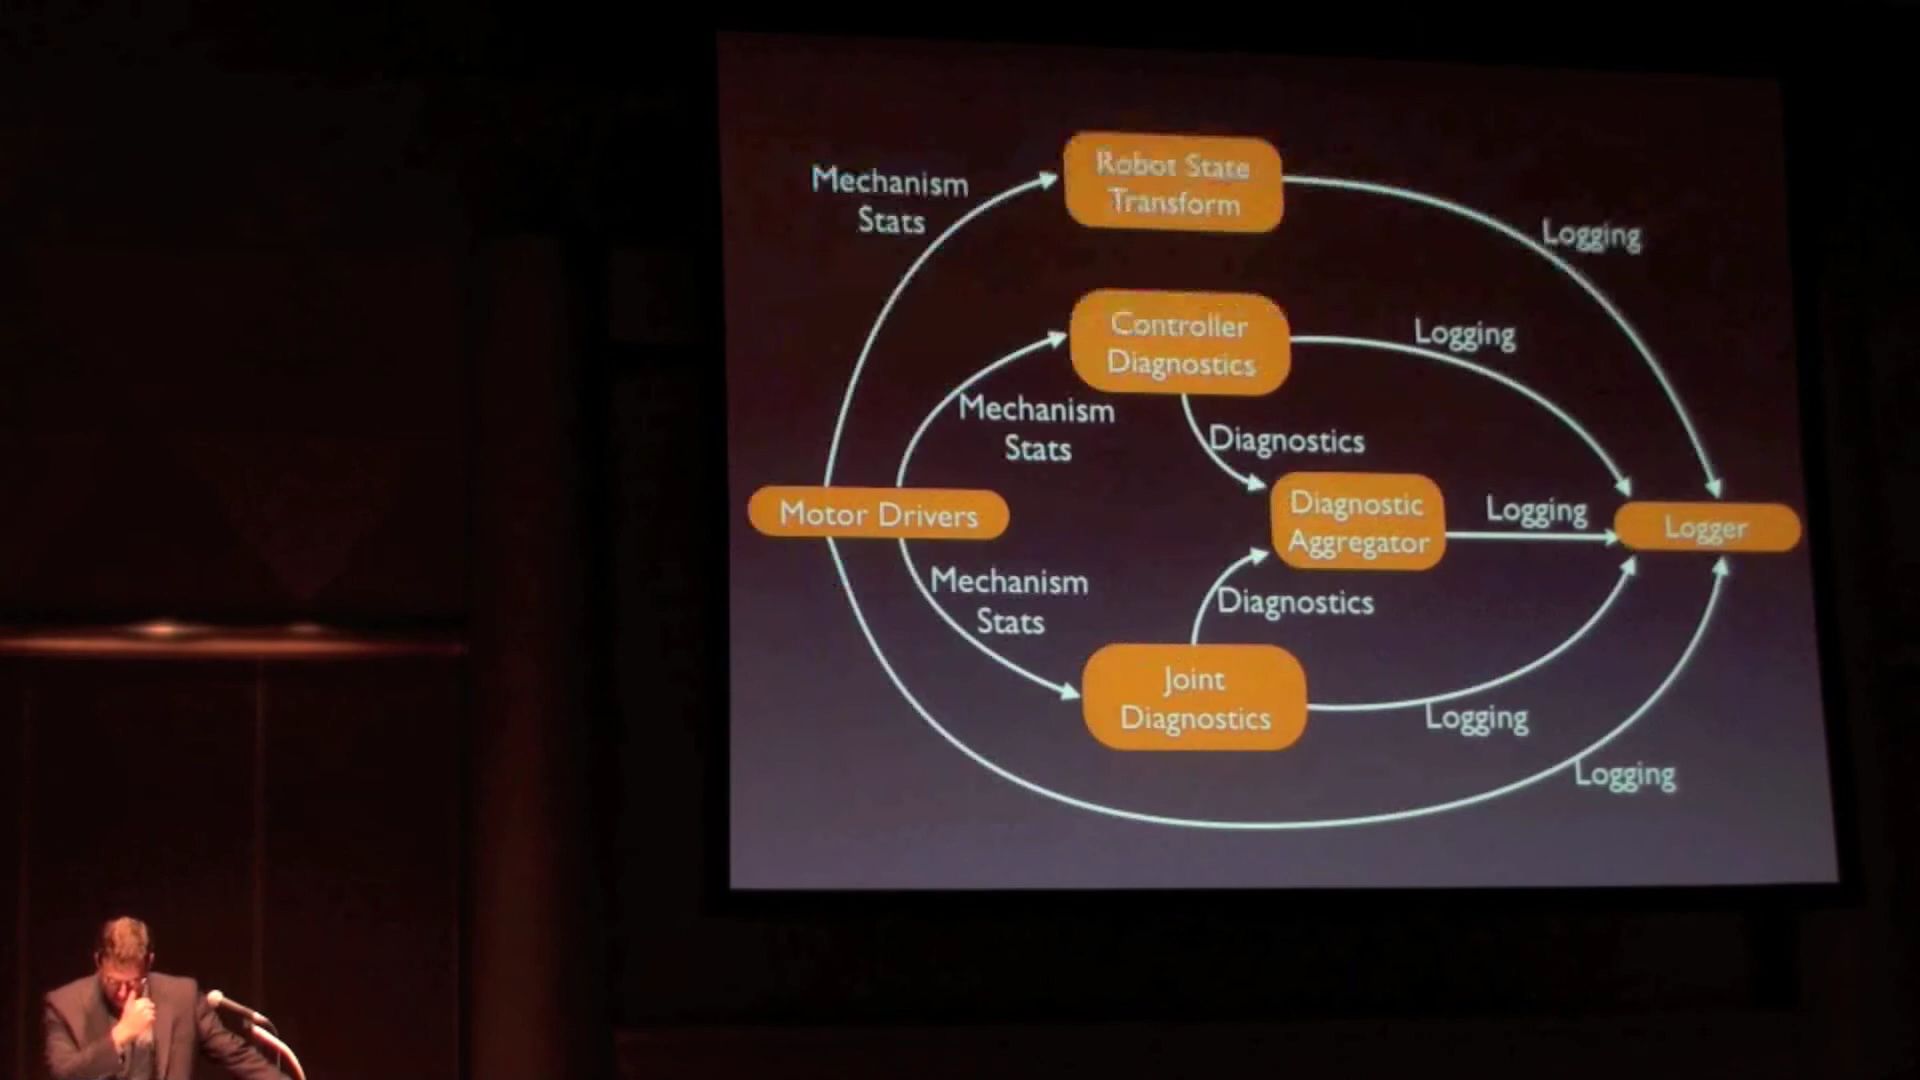 Robot State
Transform
Mechanism
Stats
Logging
Controller
Diagnostics
Logging
Mechanism
Stats
Diagnostics
Motor Drivers
Diagnostic
Aggregator
Logging
Logger
Mechanism
Stats
Diagnostics
Joint
Diagnostics
Logging
Logging